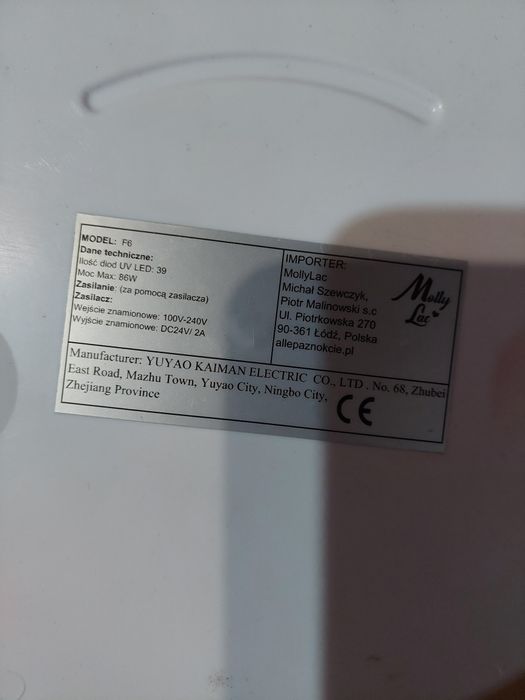 MODEL: F6
Dane techniczne:
Ilość diod UV LED: 39
Moc Max: 86W
Zasilanie: (za pomocą zasilacza)
Zasilacz:
Wejście znamionowe: 100V-240V
Wyjście znamionowe: DC24V/ 2A
IMPORTER:
MollyLac
Michał Szewczyk,
Piotr Malinowski s.c
Ul. Piotrkowska 270
90-361 Łódź, Polska
allepaznokcie.pl
Molly
Lac
Manufacturer: YUYAO KAIMAN ELECTRIC CO., LTD . No. 68, Zhubei
East Road, Mazhu Town, Yuyao City, Ningbo City,
Zhejiang Province
CE